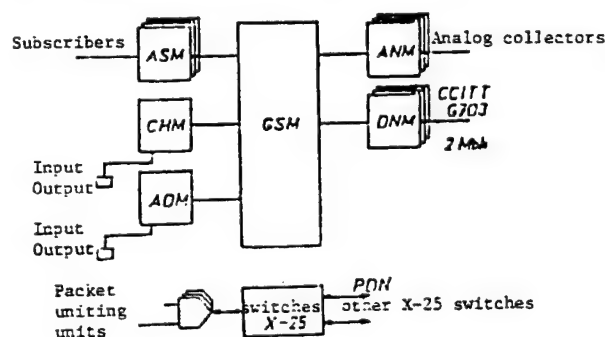 Subscribers
ASM
ANM
Analog collectors
CHM
GSM
DNM
CCITT
G703
2 Mb/s
Input
Output
ADM
Input
Output
Packet
uniting
units
switches
X-25
PDN
other X-25 switches